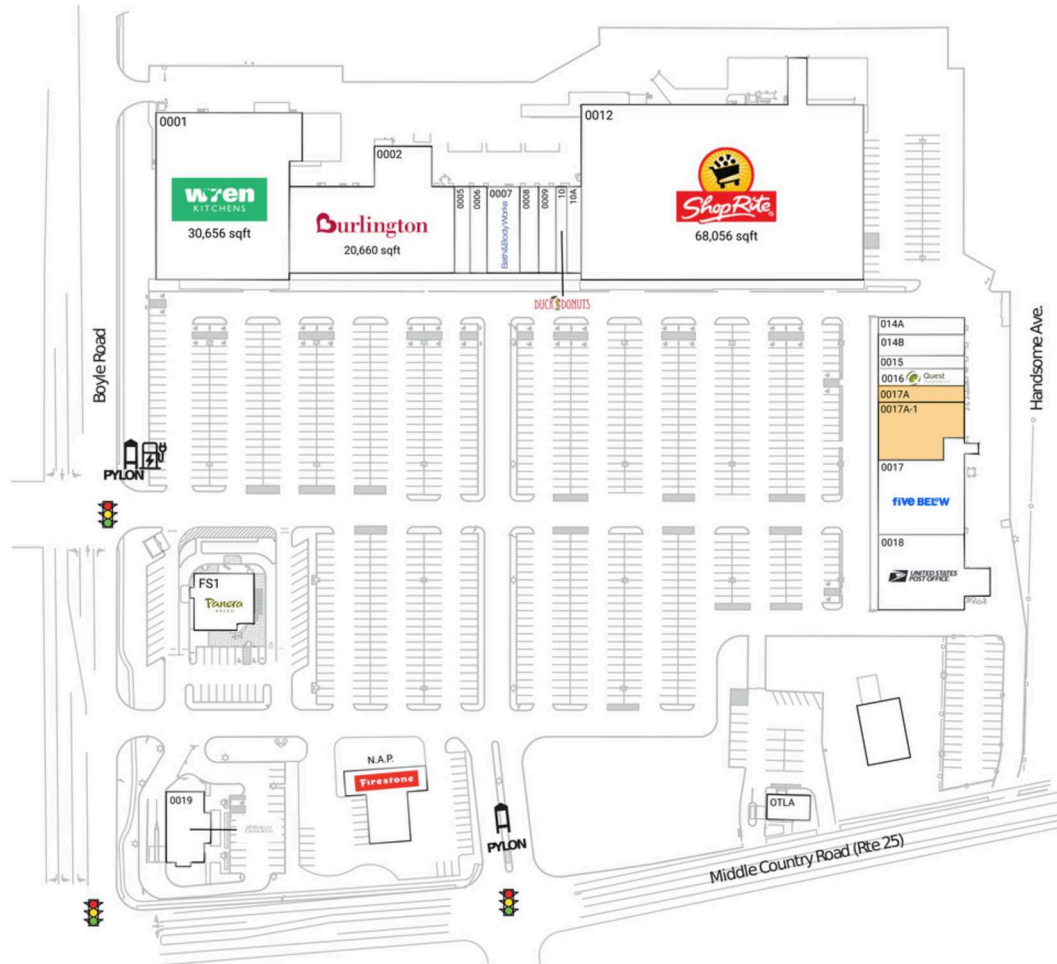 0001
wren
KITCHENS
30,656 sqft
0002
Burlington
20,660 sqft
0005
0006
0007
Bath&BodyWorks
0008
0009
10
10A
DUCK DONUTS
0012
ShopRite
68,056 sqft
Boyle Road
Handsome Ave.
014A
014B
0015
0016
Quest
0017A
0017A-1
0017
five BEL°W
0018
UNITED STATES
POST OFFICE
PYLON
FS1
Panera
BREAD
N.A.P.
Firestone
0019
PYLON
OTLA
Middle Country Road (Rte 25)